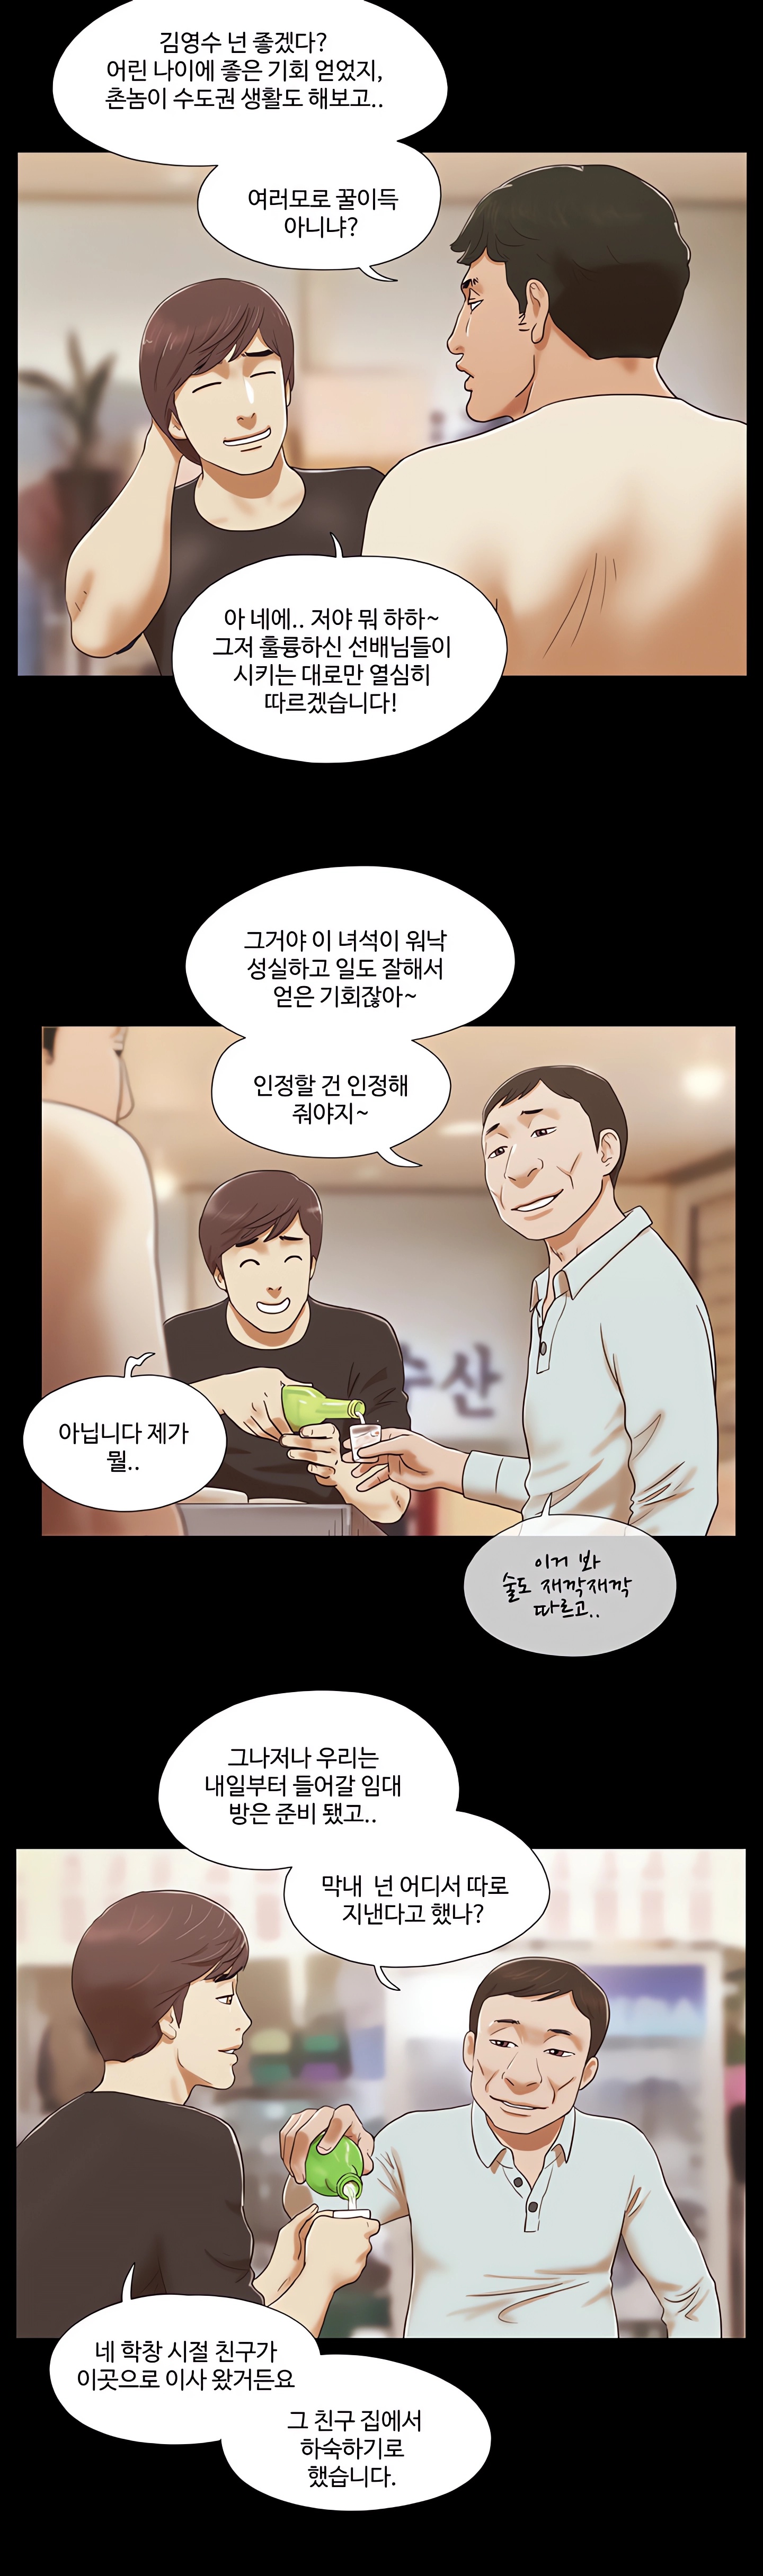 김영수 넌 좋겠다?
어린 나이에 좋은 기회 얻었지,
촌놈이 수도권 생활도 해보고..
여러모로 꿀이득
아니냐?
아 네에.. 저야 뭐 하하~
그저 훌륭하신 선배님들이
시키는 대로만 열심히
따르겠습니다!
그거야 이 녀석이 워낙
성실하고 일도 잘해서
얻은 기회잖아~
인정할 건 인정해
줘야지~
수산
아닙니다 제가
뭘..
이거 봐
술도 재깍재깍
따르고..
그나저나 우리는
내일부터 들어갈 임대
방은 준비 됐고..
막내 넌 어디서 따로
지낸다고 했나?
네 학창 시절 친구가
이곳으로 이사 왔거든요
그 친구 집에서
하숙하기로
했습니다.